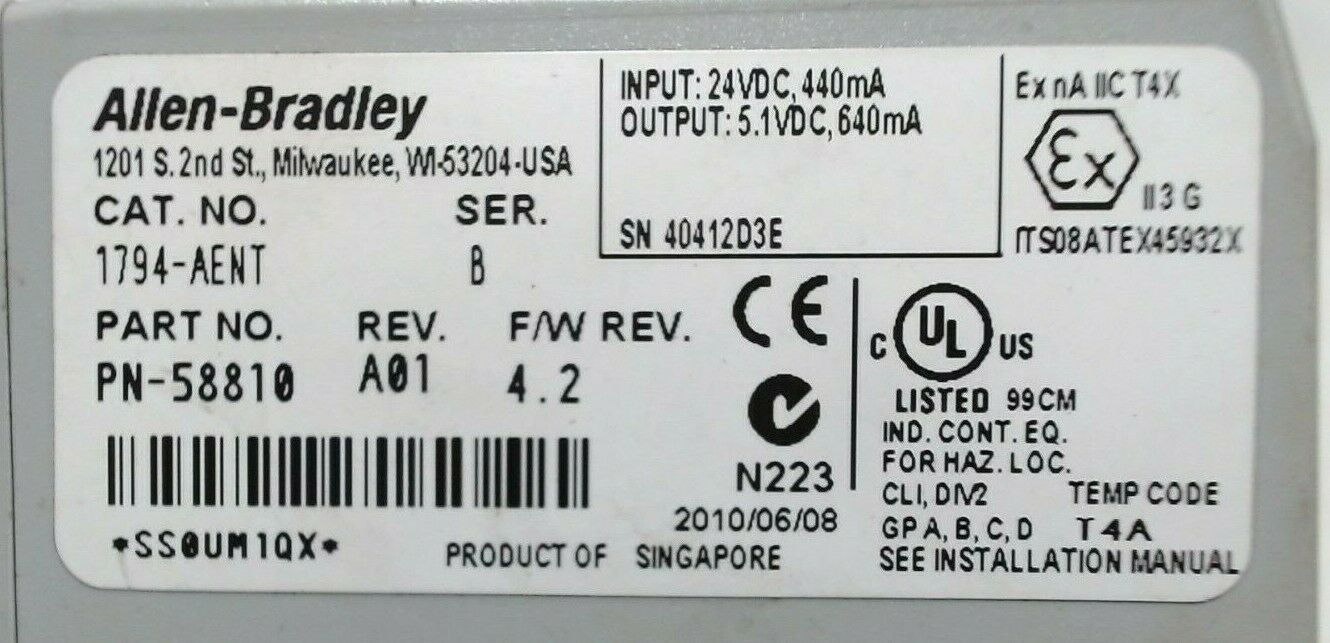 Allen-Bradley
1201 S. 2nd St., Milwaukee, WI-53204-USA
CAT. NO. SER.
1794-AENT B
PART NO. REV. F/W REV.
PN-58810 A01 4.2
*SS0UM1QX*
INPUT: 24VDC, 440mA
OUTPUT: 5.1VDC, 640mA
SN 40412D3E
Ex nA IIC T4X
Ex
II 3 G
ITS08ATEX45932X
CE
N223
2010/06/08
PRODUCT OF SINGAPORE
C UL US
LISTED 99CM
IND. CONT. EQ.
FOR HAZ. LOC.
CL I, DIV2 TEMP CODE
GP A, B, C, D T4A
SEE INSTALLATION MANUAL